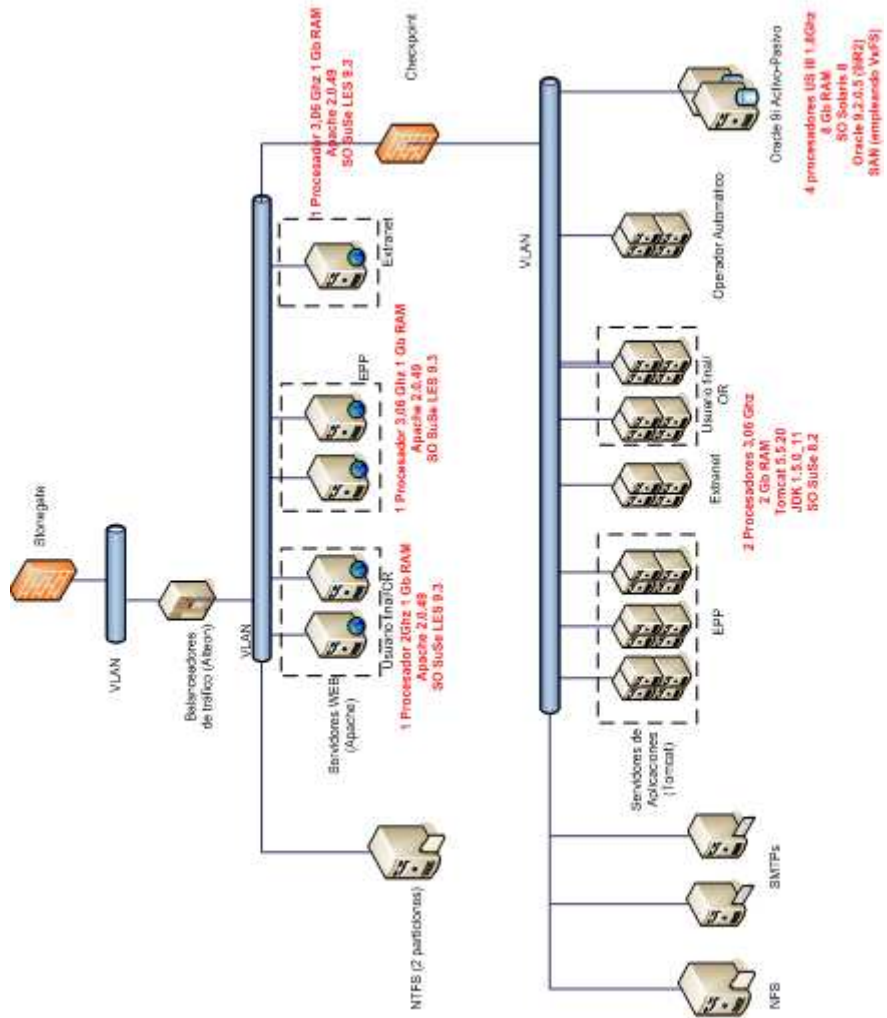 Stonegate
VLAN
Balanceadores
de tráfico (Alteon)
VLAN
Servidores WEB
(Apache)
Usuario final/OR
1 Procesador 2Ghz 1 Gb RAM
Apache 2.0.49
SO SuSe LES 9.3
EPP
1 Procesador 3,06 Ghz 1 Gb RAM
Apache 2.0.49
SO SuSe LES 9.3
Extranet
1 Procesador 3,06 Ghz 1 Gb RAM
Apache 2.0.49
SO SuSe LES 9.3
Checkpoint
NTFS (2 particiones)
VLAN
Servidores de
Aplicaciones
(Tomcat)
EPP
Extranet
Usuario final/
OR
2 Procesadores 3,06 Ghz
2 Gb RAM
Tomcat 5.5.20
JDK 1.5.0_11
SO SuSe 8.2
Operador Automático
Oracle 9i Activo-Pasivo
4 procesadores US III 1,8Ghz
8 Gb RAM
SO Solaris 8
Oracle 9.2.0.5 (9iR2)
SAN (empleando VxFS)
NFS
SMTPs